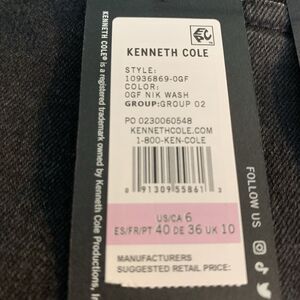 KENNETH COLE
STYLE:
10936869-0GF
COLOR:
0GF NIK WASH
GROUP:GROUP 02
PO 0230060548
KENNETHCOLE.COM
1-800-KEN-COLE
0 91309 55861 3
US/CA 6
ES/FR/PT 40 DE 36 UK 10
MANUFACTURERS
SUGGESTED RETAIL PRICE:
KENNETH COLE® is a registered trademark owned by Kenneth Cole Productions, In
FOLLOW US